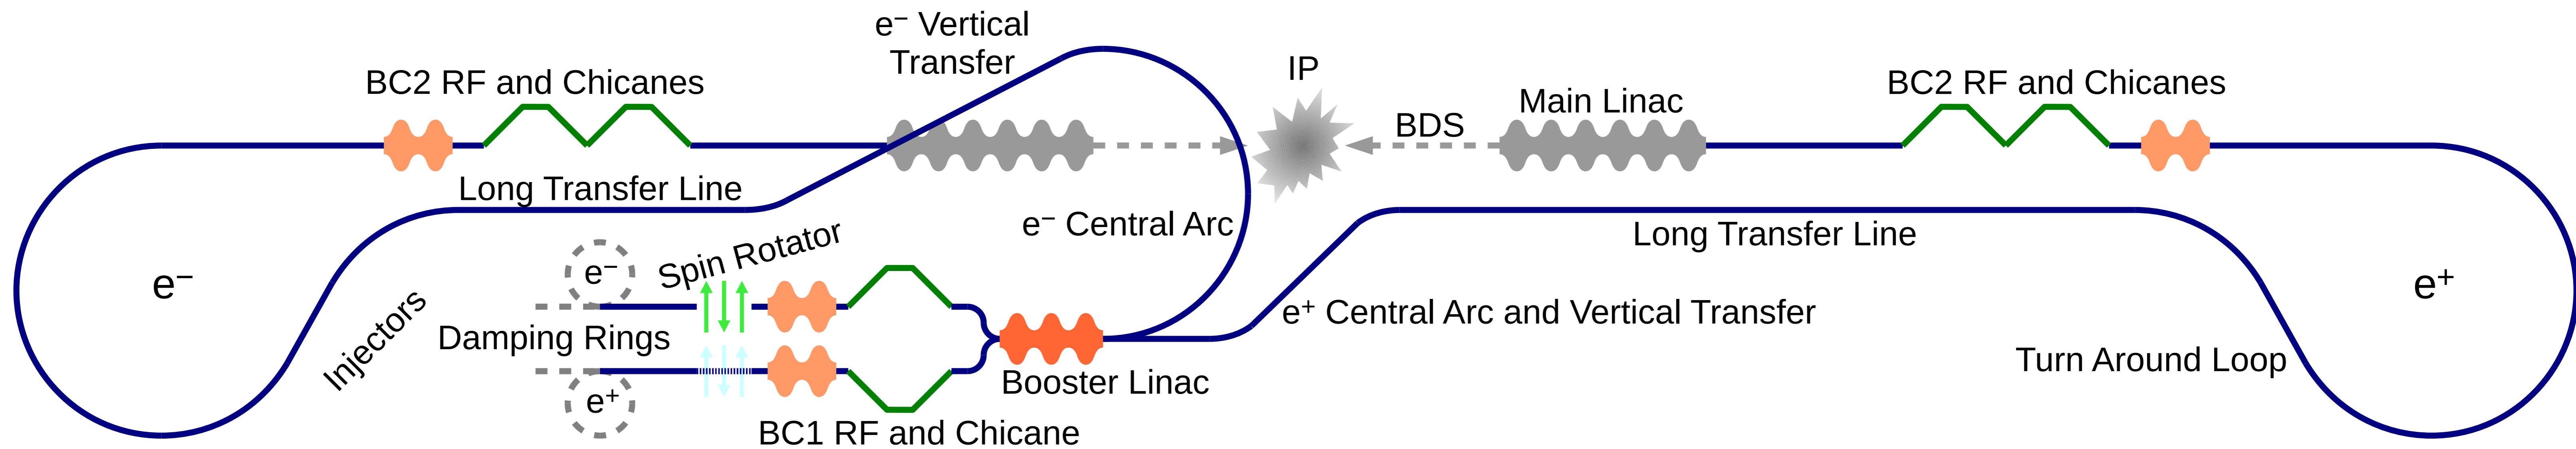 e⁻ Vertical
Transfer
IP
BC2 RF and Chicanes
BC2 RF and Chicanes
Main Linac
BDS
Long Transfer Line
e⁻ Central Arc
Long Transfer Line
Spin Rotator
e⁻
e⁻
e⁺
e⁺ Central Arc and Vertical Transfer
Injectors
Damping Rings
Turn Around Loop
Booster Linac
e⁺
BC1 RF and Chicane